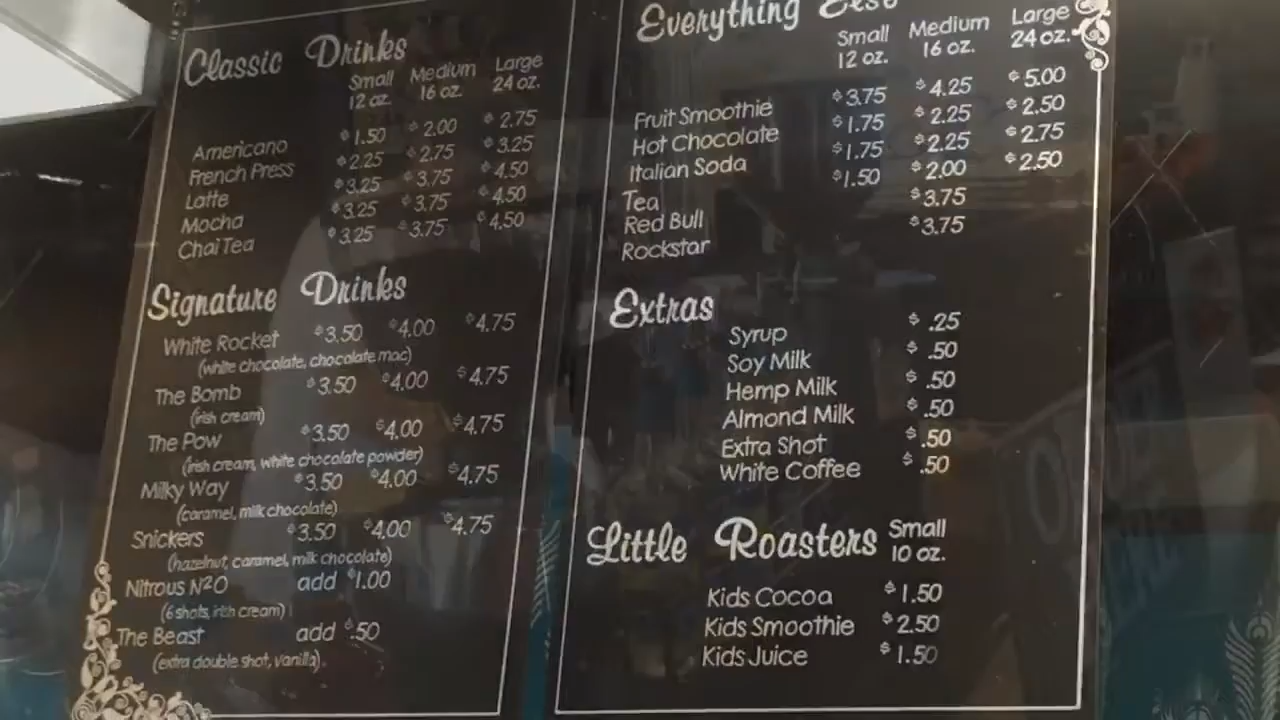 Classic Drinks
Small Medium Large
12 oz. 16 oz. 24 oz.
Americano $1.50 $2.00 $2.75
French Press $2.25 $2.75 $3.25
Latte $3.25 $3.75 $4.50
Mocha $3.25 $3.75 $4.50
Chai Tea $3.25 $3.75 $4.50
Signature Drinks
White Rocket $3.50 $4.00 $4.75
(white chocolate, chocolate mac)
The Bomb $3.50 $4.00 $4.75
(irish cream)
The Pow $3.50 $4.00 $4.75
(irish cream, white chocolate powder)
Milky Way $3.50 $4.00 $4.75
(caramel, milk chocolate)
Snickers $3.50 $4.00 $4.75
(hazelnut, caramel, milk chocolate)
Nitrous N2O add $1.00
(6 shots, irish cream)
The Beast add $.50
(extra double shot, vanilla)
Everything Else
Small Medium Large
12 oz. 16 oz. 24 oz.
Fruit Smoothie $3.75 $4.25 $5.00
Hot Chocolate $1.75 $2.25 $2.50
Italian Soda $1.75 $2.25 $2.75
Tea $1.50 $2.00 $2.50
Red Bull $3.75
Rockstar $3.75
Extras
Syrup $ .25
Soy Milk $ .50
Hemp Milk $ .50
Almond Milk $ .50
Extra Shot $ .50
White Coffee $ .50
Little Roasters Small
10 oz.
Kids Cocoa $1.50
Kids Smoothie $2.50
Kids Juice $1.50